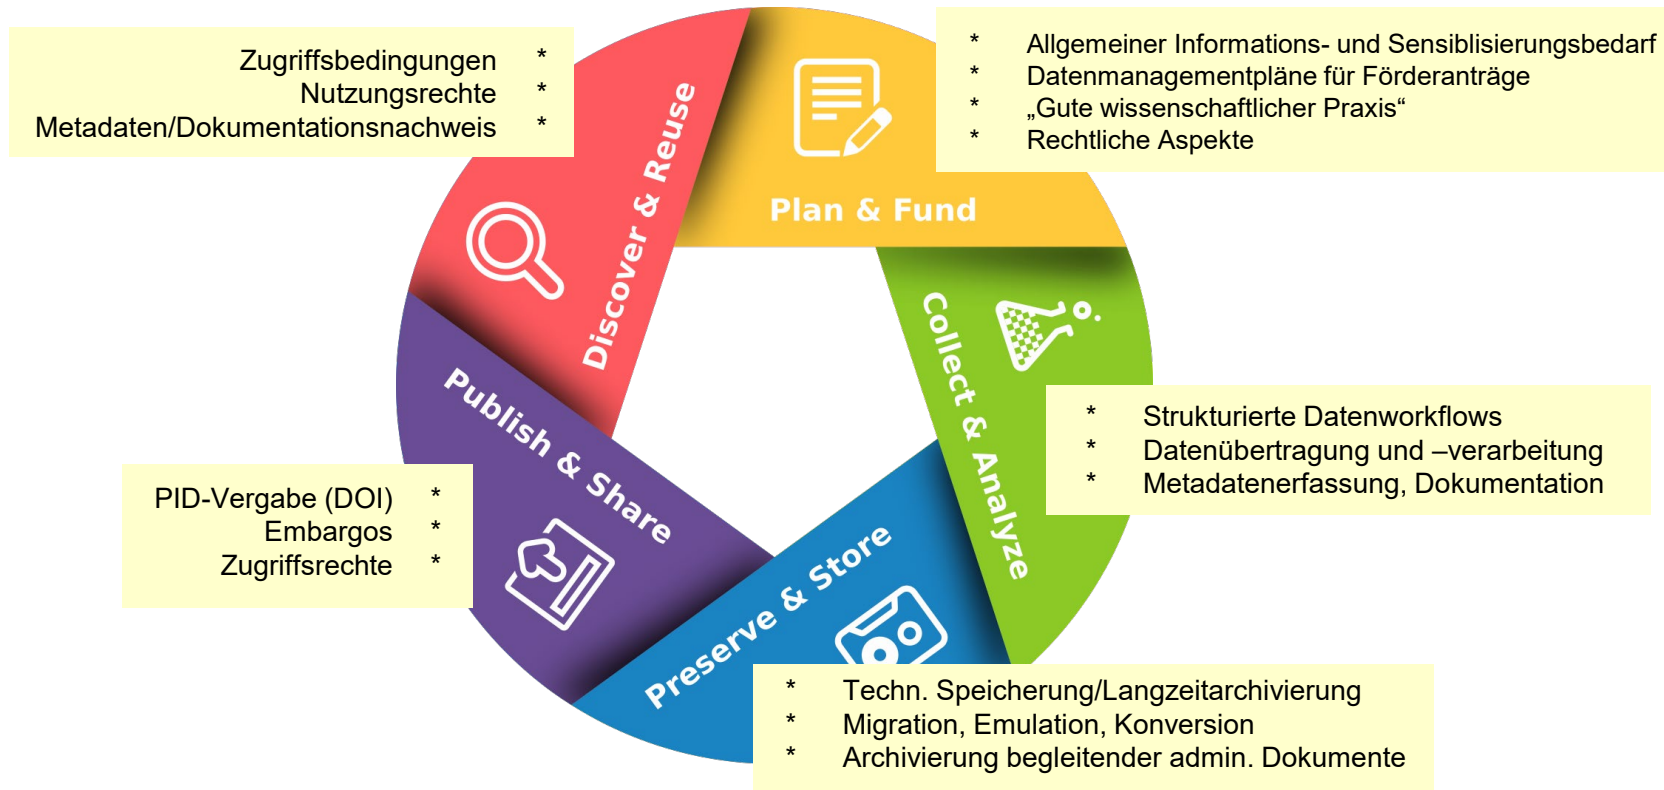 Zugriffsbedingungen *
Nutzungsrechte *
Metadaten/Dokumentationsnachweis *
* Allgemeiner Informations- und Sensiblisierungsbedarf
* Datenmanagementpläne für Förderanträge
* „Gute wissenschaftlicher Praxis“
* Rechtliche Aspekte
Discover & Reuse
Plan & Fund
Collect & Analyze
* Strukturierte Datenworkflows
* Datenübertragung und –verarbeitung
* Metadatenerfassung, Dokumentation
Publish & Share
PID-Vergabe (DOI) *
Embargos *
Zugriffsrechte *
Preserve & Store
* Techn. Speicherung/Langzeitarchivierung
* Migration, Emulation, Konversion
* Archivierung begleitender admin. Dokumente